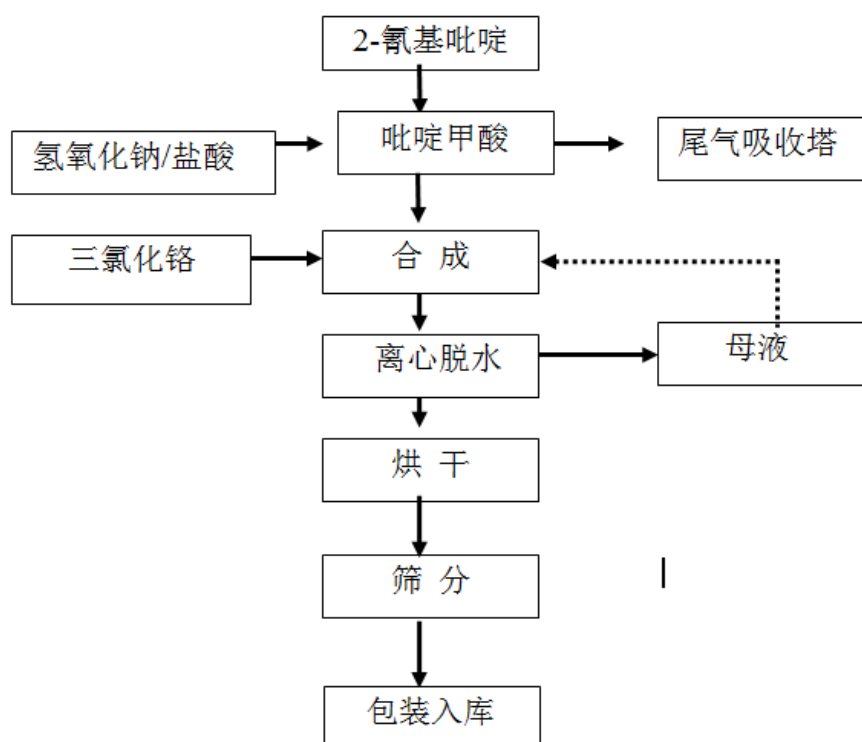 2-氰基吡啶
氢氧化钠/盐酸
吡啶甲酸
尾气吸收塔
三氯化铬
合 成
离心脱水
母液
烘 干
筛 分
包装入库